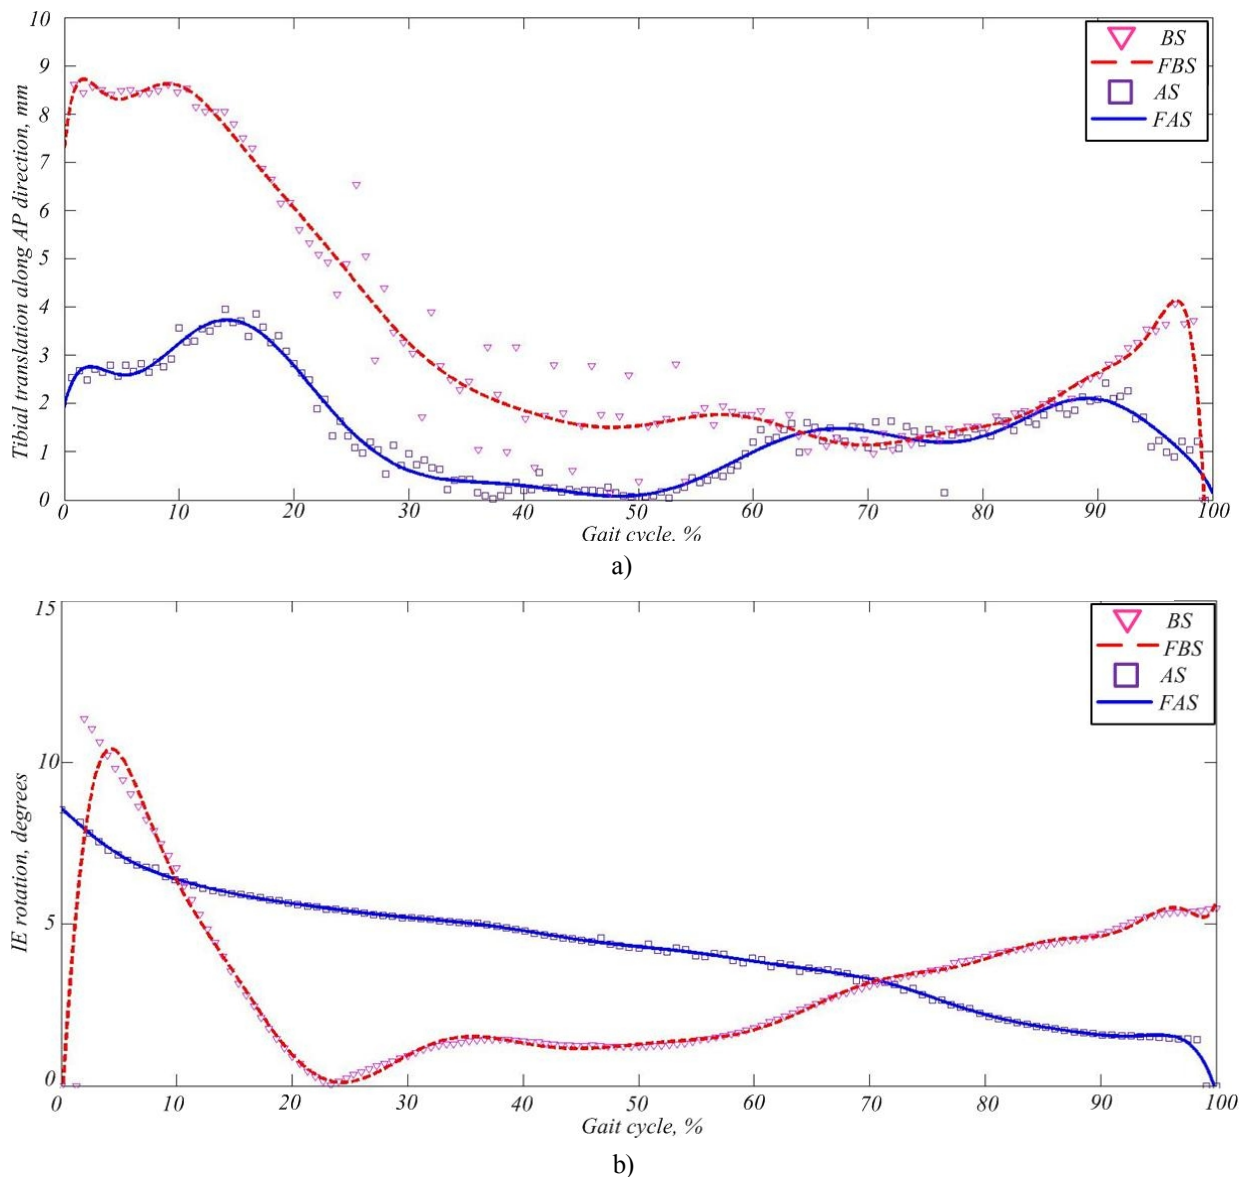 10
9
8
7
6
5
4
3
2
1
0
Tibial translation along AP direction, mm
BS
FBS
AS
FAS
0 10 20 30 40 50 60 70 80 90 100
Gait cycle. %
a)
15
10
5
0
IE rotation, degrees
BS
FBS
AS
FAS
0 10 20 30 40 50 60 70 80 90 100
Gait cycle, %
b)